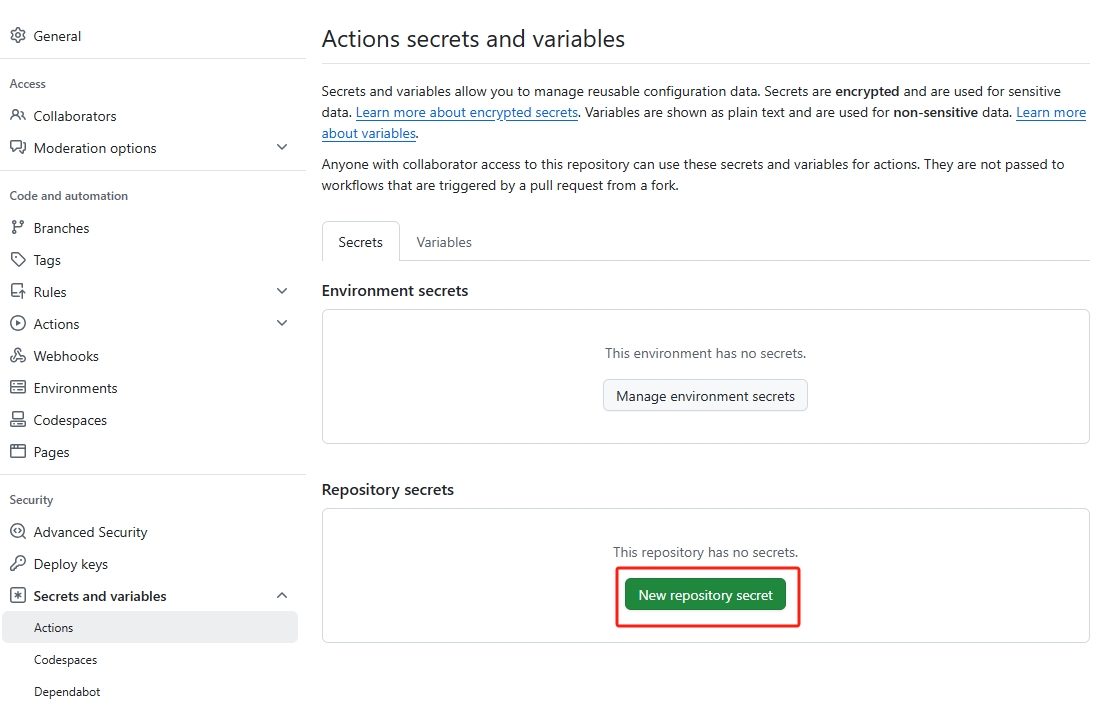 General
Access
Collaborators
Moderation options
Code and automation
Branches
Tags
Rules
Actions
Webhooks
Environments
Codespaces
Pages
Security
Advanced Security
Deploy keys
Secrets and variables
Actions
Codespaces
Dependabot
Actions secrets and variables
Secrets and variables allow you to manage reusable configuration data. Secrets are encrypted and are used for sensitive
data. Learn more about encrypted secrets. Variables are shown as plain text and are used for non-sensitive data. Learn more
about variables.
Anyone with collaborator access to this repository can use these secrets and variables for actions. They are not passed to
workflows that are triggered by a pull request from a fork.
Secrets Variables
Environment secrets
This environment has no secrets.
Manage environment secrets
Repository secrets
This repository has no secrets.
New repository secret